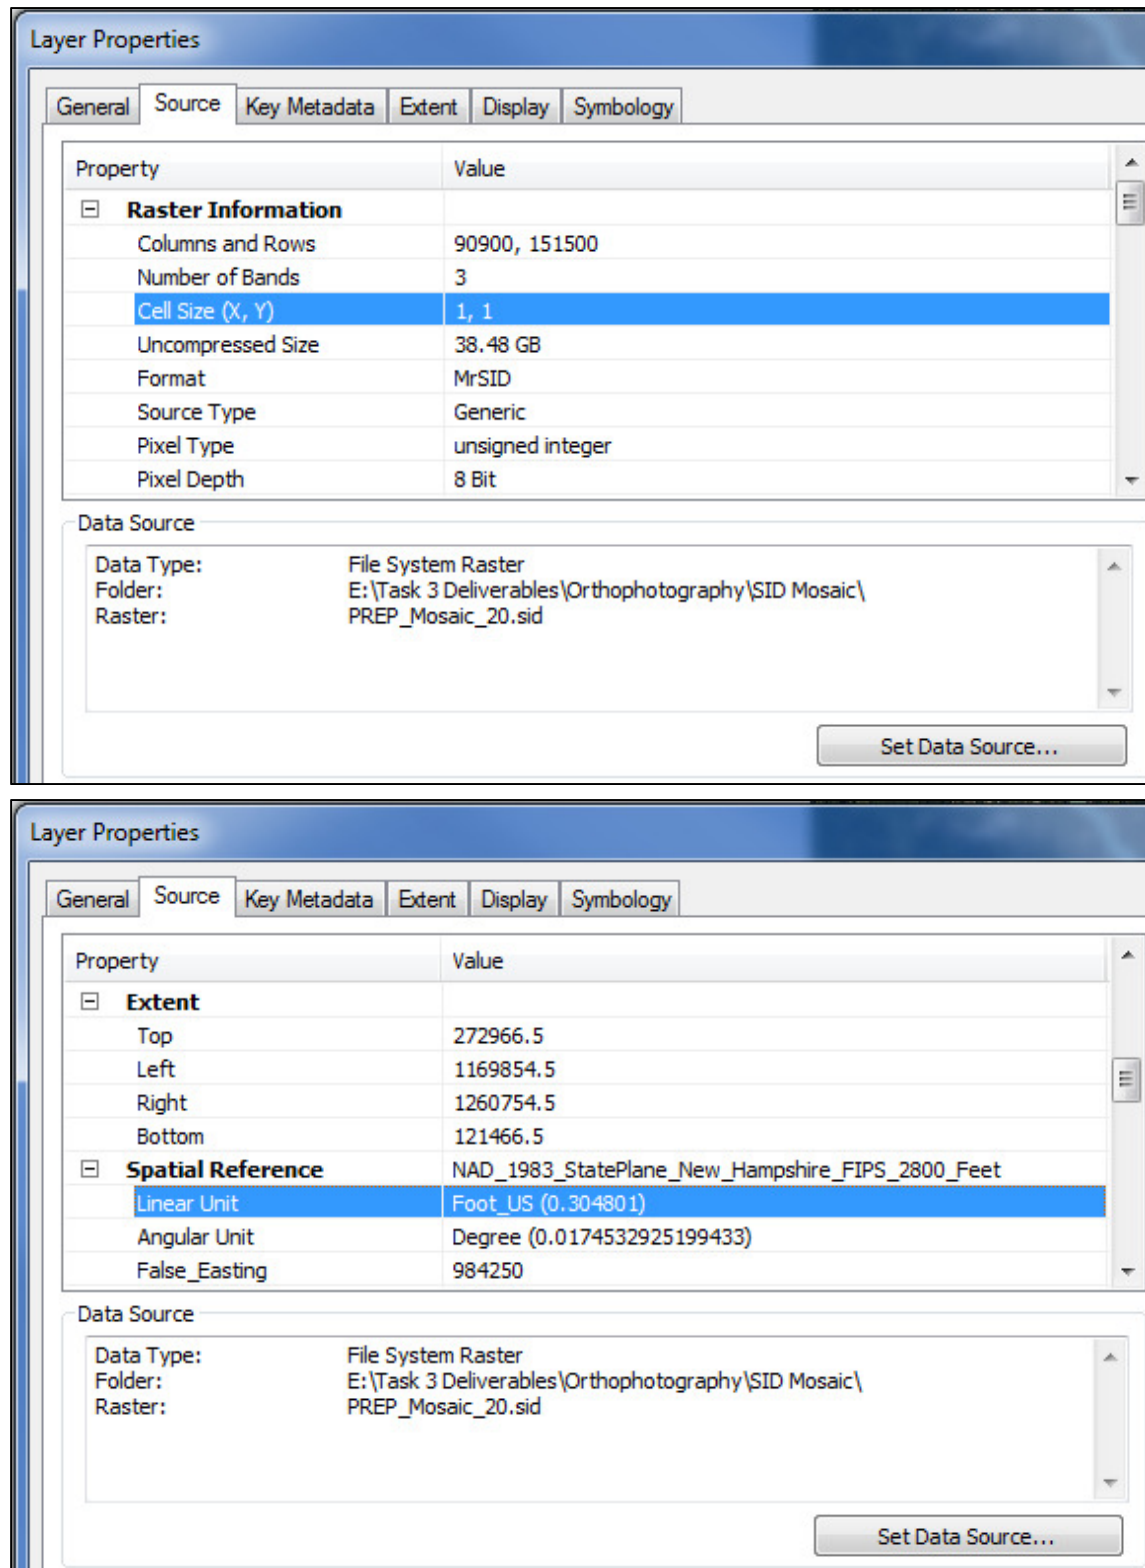 Layer Properties
General Source Key Metadata Extent Display Symbology
Property Value
Raster Information
Columns and Rows 90900, 151500
Number of Bands 3
Cell Size (X, Y) 1, 1
Uncompressed Size 38.48 GB
Format MrSID
Source Type Generic
Pixel Type unsigned integer
Pixel Depth 8 Bit
Data Source
Data Type: File System Raster
Folder: E:\Task 3 Deliverables\Orthophotography\SID Mosaic\
Raster: PREP_Mosaic_20.sid
Set Data Source...
Layer Properties
General Source Key Metadata Extent Display Symbology
Property Value
Extent
Top 272966.5
Left 1169854.5
Right 1260754.5
Bottom 121466.5
Spatial Reference NAD_1983_StatePlane_New_Hampshire_FIPS_2800_Feet
Linear Unit Foot_US (0.304801)
Angular Unit Degree (0.0174532925199433)
False_Easting 984250
Data Source
Data Type: File System Raster
Folder: E:\Task 3 Deliverables\Orthophotography\SID Mosaic\
Raster: PREP_Mosaic_20.sid
Set Data Source...